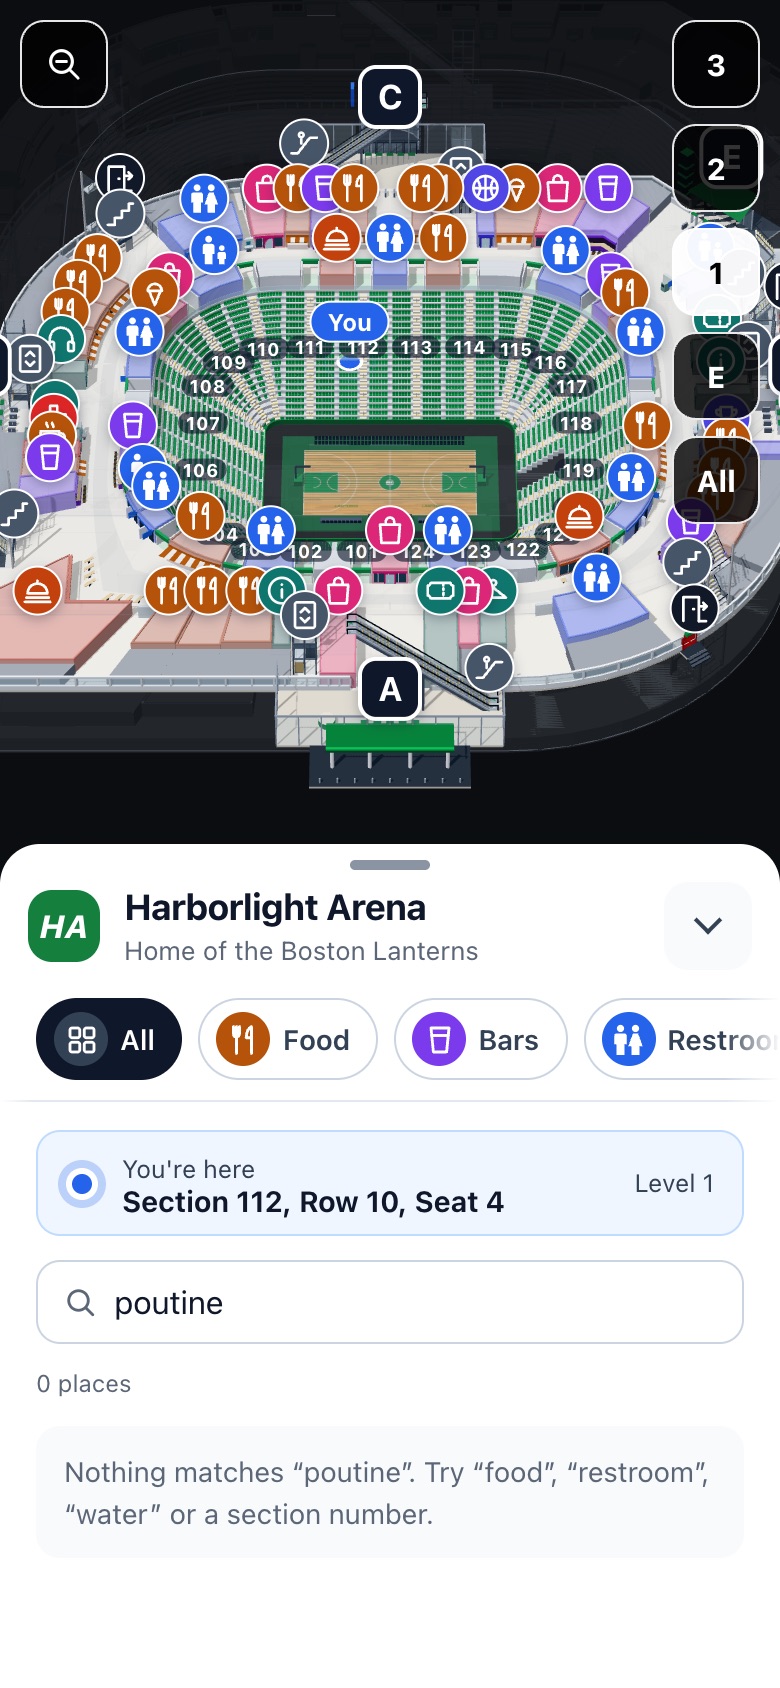 3
C
2
E
1
You
110 111 112 113 114 115
109 116
108 117
E
107 118
106 119
All
04
102 101 124 123 122
A
HA
Harborlight Arena
Home of the Boston Lanterns
All
Food
Bars
Restroo
You're here
Section 112, Row 10, Seat 4
Level 1
poutine
0 places
Nothing matches “poutine”. Try “food”, “restroom”,
“water” or a section number.